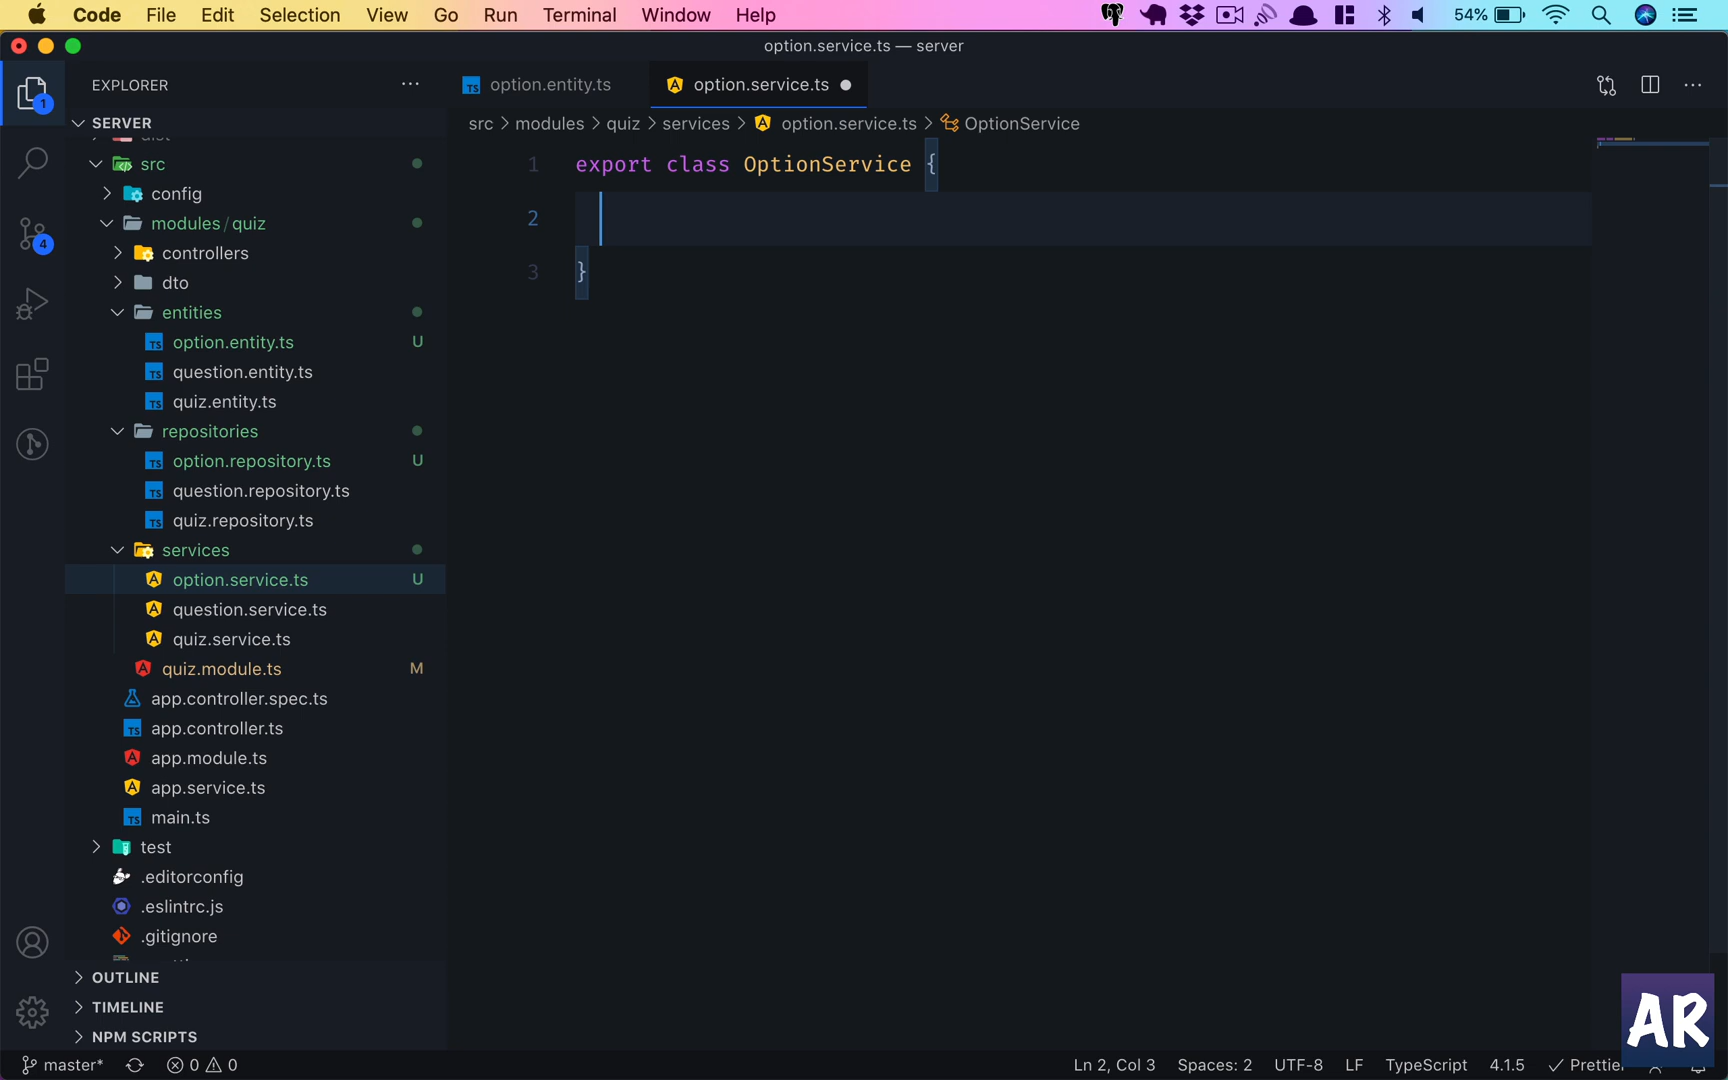 Code File Edit Selection View Go Run Terminal Window Help 54%
option.service.ts — server
EXPLORER
option.entity.ts
option.service.ts
1
4
SERVER
src > modules > quiz > services > option.service.ts > OptionService
src
config
modules / quiz
controllers
dto
entities
option.entity.ts U
question.entity.ts
quiz.entity.ts
repositories
option.repository.ts U
question.repository.ts
quiz.repository.ts
services
option.service.ts U
question.service.ts
quiz.service.ts
quiz.module.ts M
app.controller.spec.ts
app.controller.ts
app.module.ts
app.service.ts
main.ts
test
.editorconfig
.eslintrc.js
.gitignore
OUTLINE
TIMELINE
NPM SCRIPTS
1 export class OptionService {
2
3 }
AR
master* 0 0 Ln 2, Col 3 Spaces: 2 UTF-8 LF TypeScript 4.1.5